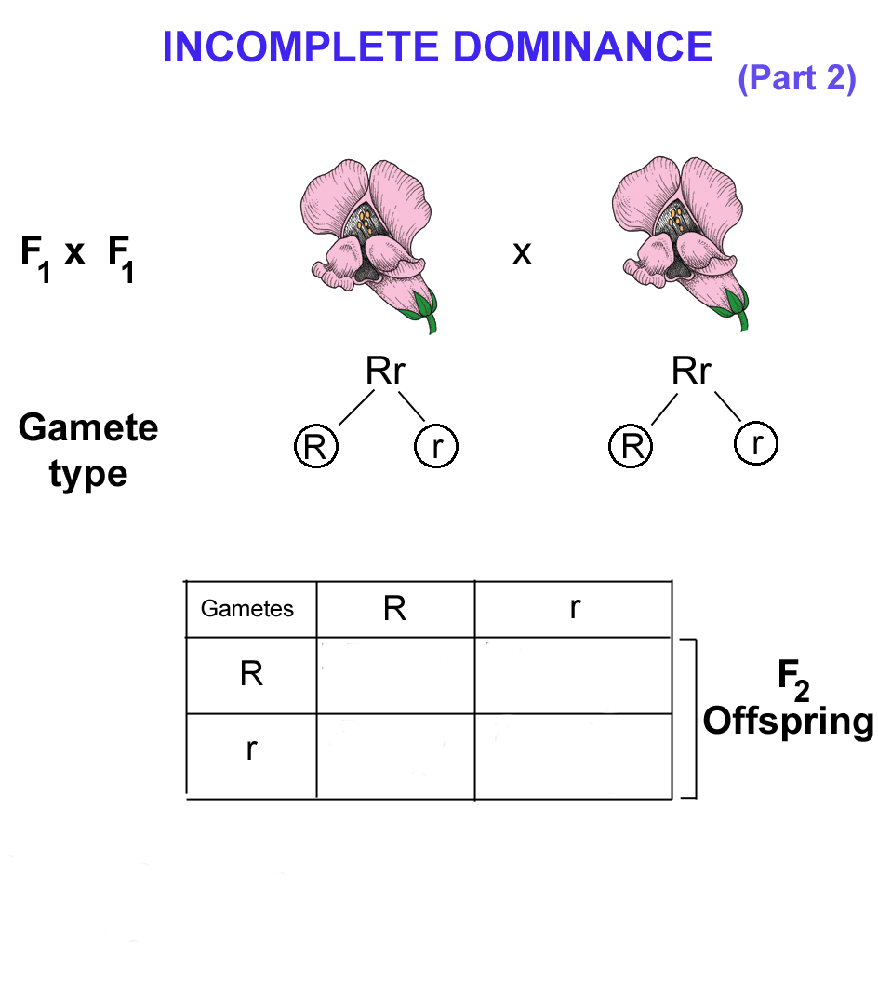 INCOMPLETE DOMINANCE
(Part 2)
F1 x F1
x
Rr Rr
Gamete
type
R r R r
Gametes R r
R
r
F2
Offspring